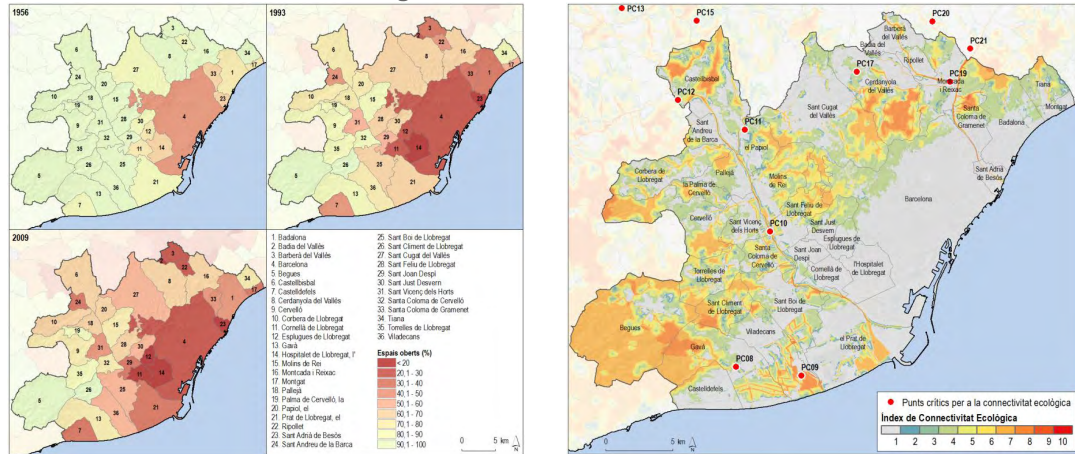 1956
1993
2009
1. Badalona
2. Badia del Vallès
3. Barberà del Vallès
4. Barcelona
5. Begues
6. Castellbisbal
7. Castelldefels
8. Cerdanyola del Vallès
9. Cervelló
10. Corbera de Llobregat
11. Cornellà de Llobregat
12. Esplugues de Llobregat
13. Gavà
14. Hospitalet de Llobregat, l'
15. Molins de Rei
16. Montcada i Reixac
17. Montgat
18. Pallejà
19. Palma de Cervelló, la
20. Papiol, el
21. Prat de Llobregat, el
22. Ripollet
23. Sant Adrià de Besòs
24. Sant Andreu de la Barca
25. Sant Boi de Llobregat
26. Sant Climent de Llobregat
27. Sant Cugat del Vallès
28. Sant Feliu de Llobregat
29. Sant Joan Despí
30. Sant Just Desvern
31. Sant Vicenç dels Horts
32. Santa Coloma de Cervelló
33. Santa Coloma de Gramenet
34. Tiana
35. Torrelles de Llobregat
36. Viladecans
Espais oberts (%)
< 20
20,1 - 30
30,1 - 40
40,1 - 50
50,1 - 60
60,1 - 70
70,1 - 80
80,1 - 90
90,1 - 100
0 5 km
PC13
PC15
PC20
PC21
PC17
PC19
PC12
PC11
PC10
PC08
PC09
Barberà
del Vallès
Badia del
Vallès
Ripollet
Castellbisbal
Cerdanyola
del Vallès
Montcada
i Reixac
Tiana
Montgat
Santa
Coloma de
Gramenet
Badalona
Sant Cugat
del Vallès
Sant
Andreu de
la Barca
el Papiol
Sant Adrià
de Besòs
Corbera de
Llobregat
Pallejà
la Palma de
Cervelló
Molins
de Rei
Barcelona
Sant Feliu de
Llobregat
Cervelló
Sant Vicenç
dels Horts
Sant Just
Desvern
Esplugues de
Llobregat
Santa
Coloma de
Cervelló
Sant Joan
Despí
Cornellà de
Llobregat
l'Hospitalet
de Llobregat
Torrelles de
Llobregat
Sant Climent
de Llobregat
Sant Boi de
Llobregat
Begues
Viladecans
Gavà
el Prat de
Llobregat
Castelldefels
0 5 km
Punts crítics per a la connectivitat ecològica
Índex de Connectivitat Ecològica
1 2 3 4 5 6 7 8 9 10